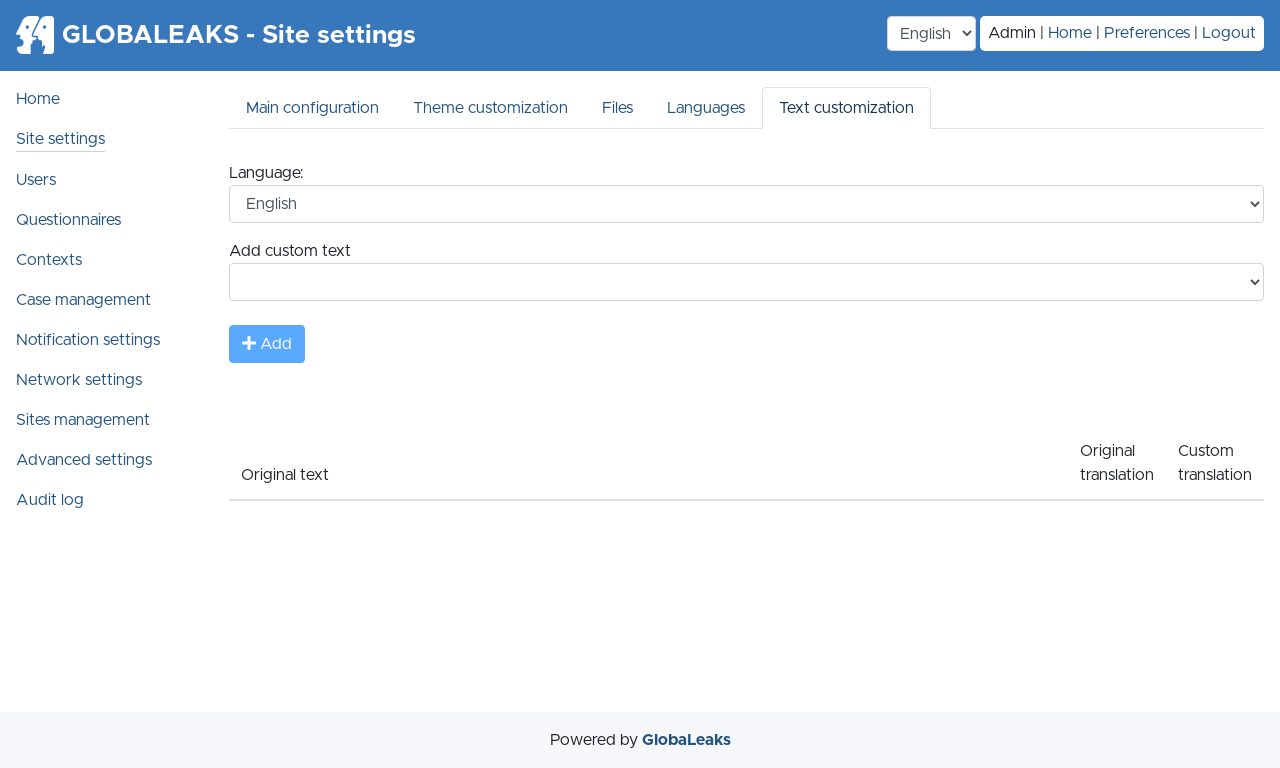 GLOBALEAKS - Site settings
English
Admin | Home | Preferences | Logout
Home
Site settings
Users
Questionnaires
Contexts
Case management
Notification settings
Network settings
Sites management
Advanced settings
Audit log
Main configuration
Theme customization
Files
Languages
Text customization
Language:
English
Add custom text
Add
Original text
Original translation
Custom translation
Powered by GlobaLeaks